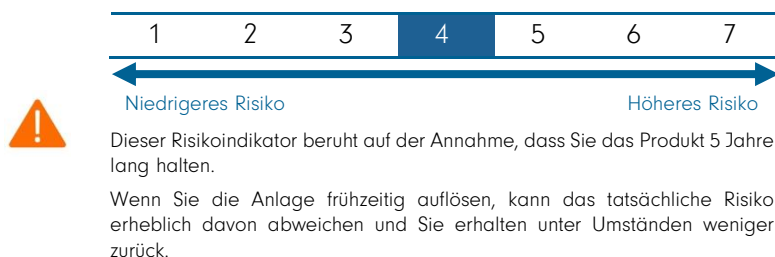 1 2 3 4 5 6 7
Niedrigeres Risiko Höheres Risiko
Dieser Risikoindikator beruht auf der Annahme, dass Sie das Produkt 5 Jahre
lang halten.
Wenn Sie die Anlage frühzeitig auflösen, kann das tatsächliche Risiko
erheblich davon abweichen und Sie erhalten unter Umständen weniger
zurück.